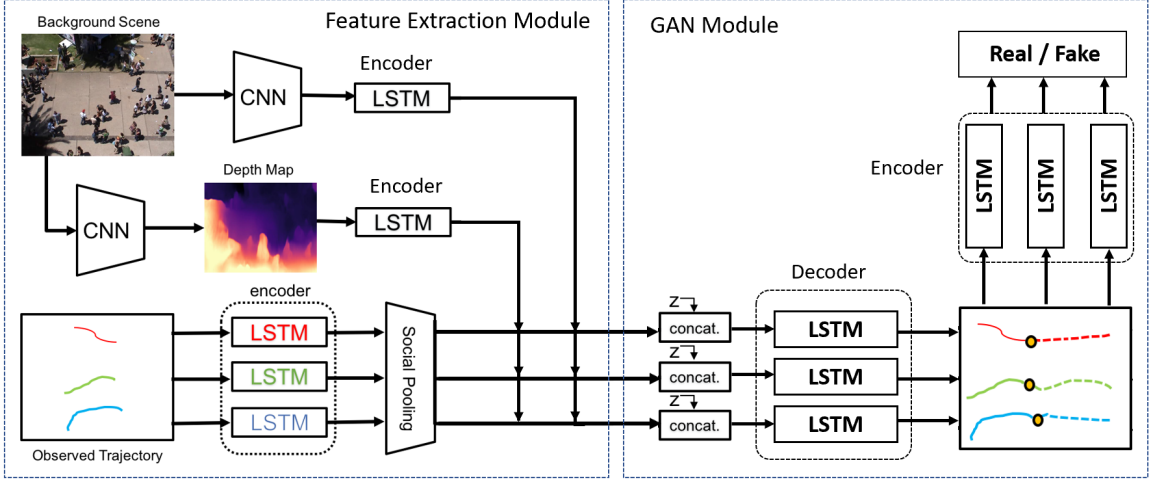 Feature Extraction Module
Background Scene
CNN
Encoder
LSTM
CNN
Depth Map
Encoder
LSTM
encoder
LSTM
LSTM
LSTM
Social Pooling
Observed Trajectory
GAN Module
z
concat.
z
concat.
z
concat.
Decoder
LSTM
LSTM
LSTM
Real / Fake
Encoder
LSTM
LSTM
LSTM